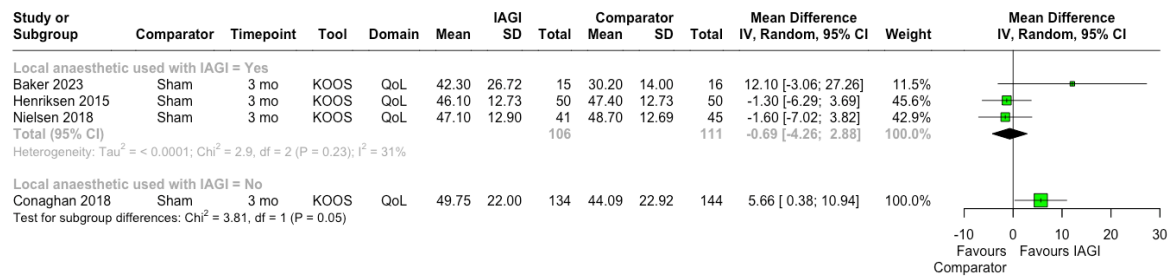 Study or IAGI Comparator Mean Difference Mean Difference
Subgroup Comparator Timepoint Tool Domain Mean SD Total Mean SD Total IV, Random, 95% CI Weight IV, Random, 95% CI
Local anaesthetic used with IAGI = Yes
Baker 2023 Sham 3 mo KOOS QoL 42.30 26.72 15 30.20 14.00 16 12.10 [-3.06; 27.26] 11.5%
Henriksen 2015 Sham 3 mo KOOS QoL 46.10 12.73 50 47.40 12.73 50 -1.30 [-6.29; 3.69] 45.6%
Nielsen 2018 Sham 3 mo KOOS QoL 47.10 12.90 41 48.70 12.69 45 -1.60 [-7.02; 3.82] 42.9%
Total (95% CI) 106 111 -0.69 [-4.26; 2.88] 100.0%
Heterogeneity: Tau² = < 0.0001; Chi² = 2.9, df = 2 (P = 0.23); I² = 31%
Local anaesthetic used with IAGI = No
Conaghan 2018 Sham 3 mo KOOS QoL 49.75 22.00 134 44.09 22.92 144 5.66 [ 0.38; 10.94] 100.0%
Test for subgroup differences: Chi² = 3.81, df = 1 (P = 0.05)
-10 0 10 20 30
Favours Favours IAGI
Comparator